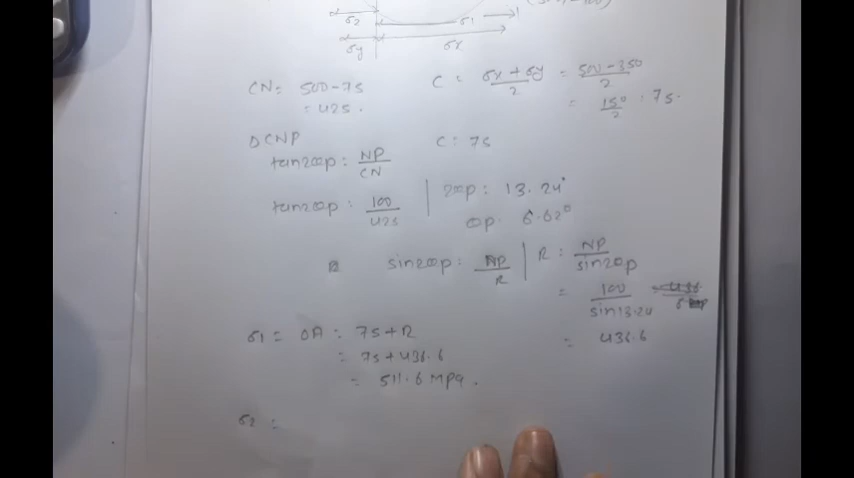 σ2 σ1
σy σx
CN = 500-75 C = σx + σy / 2 = 500-350 / 2
= 425. = 150 / 2 = 75.
ΔCNP C = 75
tan2θp = NP / CN
tan2θp = 100 / 425 2θp = 13.24°
θp = 6.62°
sin2θp = NP / R R = NP / sin2θp
= 100 / sin13.24
σ1 = OA = 75+R = 436.6
= 75+436.6
= 511.6 MPa.
σ2 =